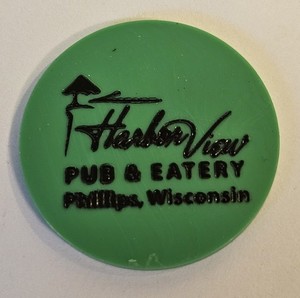 Harbor View
PUB & EATERY
Phillips, Wisconsin